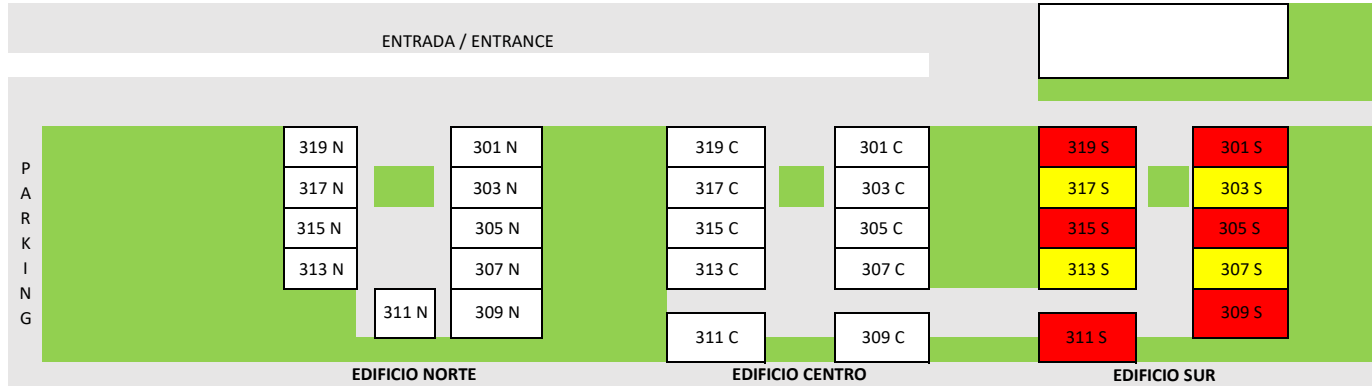 ENTRADA / ENTRANCE
PARKING
319 N
317 N
315 N
313 N
311 N
301 N
303 N
305 N
307 N
309 N
EDIFICIO NORTE
319 C
317 C
315 C
313 C
311 C
301 C
303 C
305 C
307 C
309 C
EDIFICIO CENTRO
319 S
317 S
315 S
313 S
311 S
301 S
303 S
305 S
307 S
309 S
EDIFICIO SUR